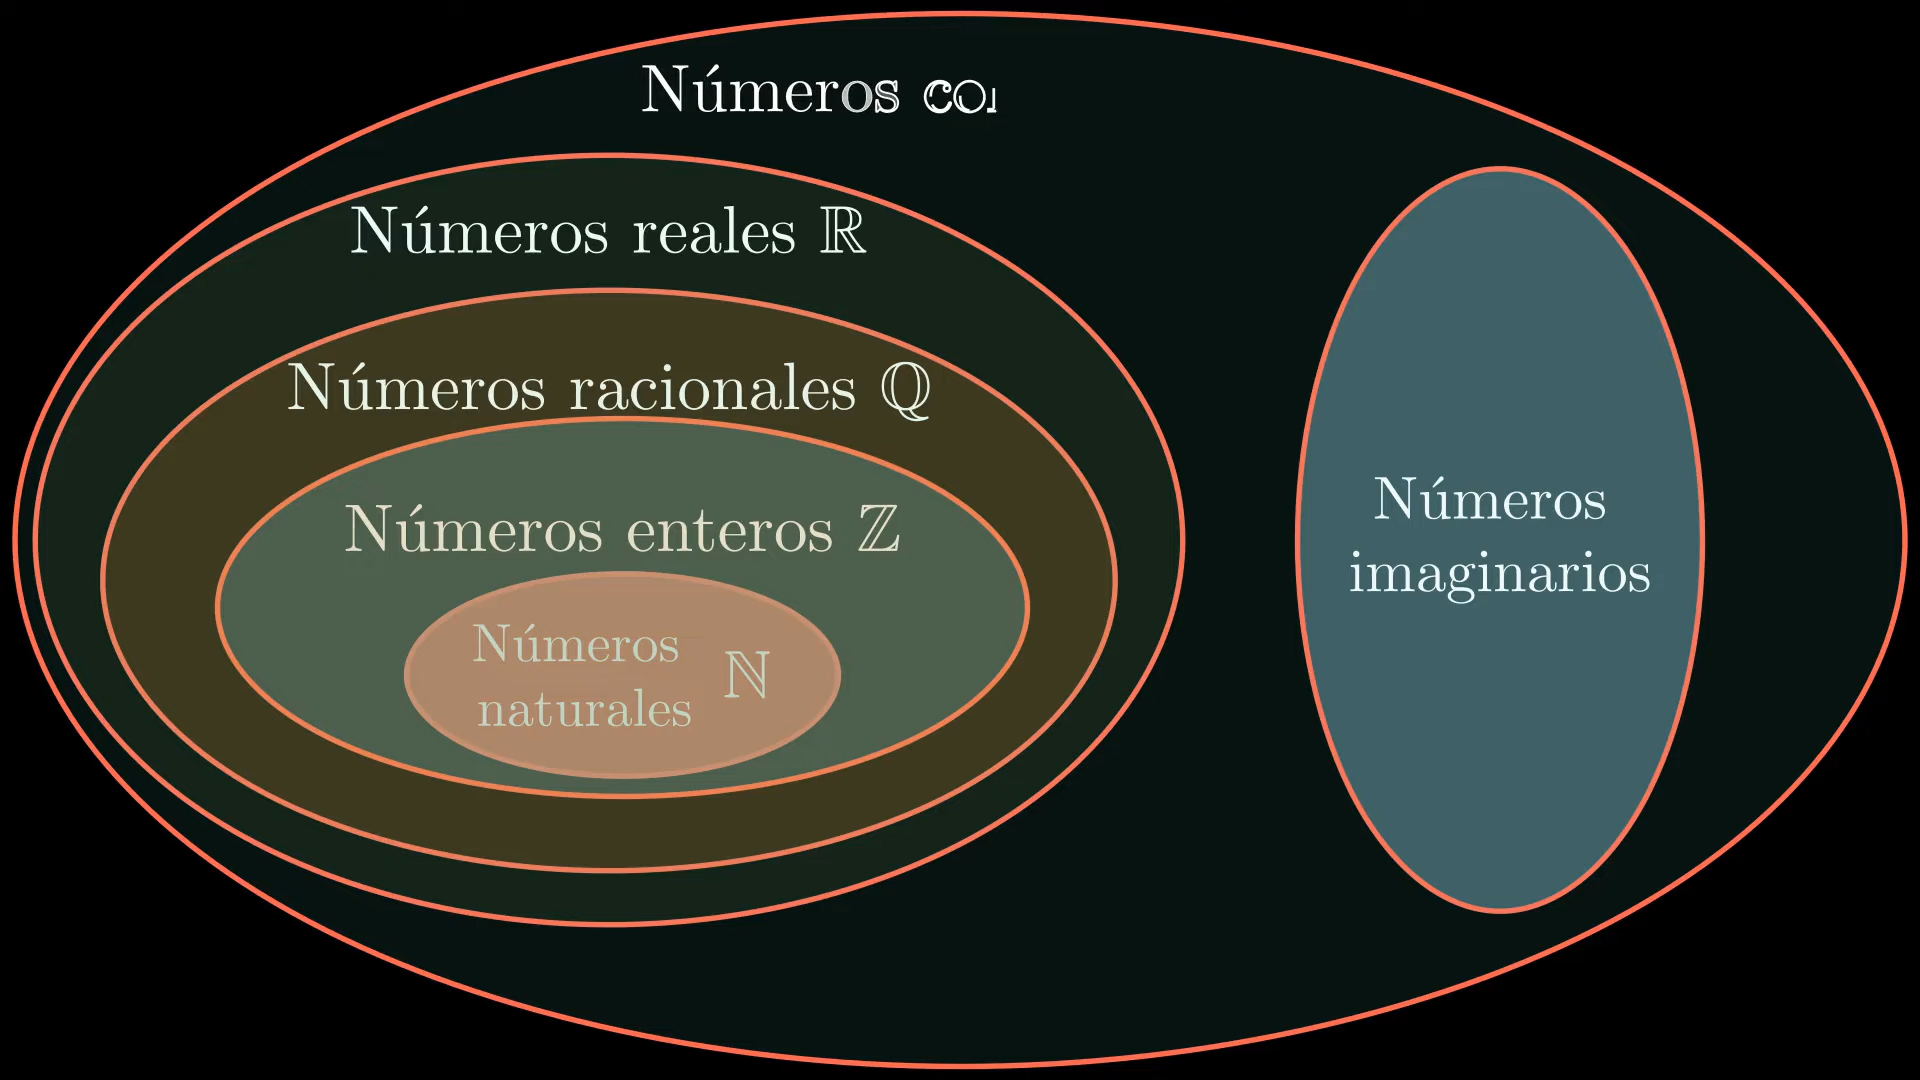 Números
Números reales ℝ
Números racionales ℚ
Números enteros ℤ
Números
naturales ℕ
Números
imaginarios